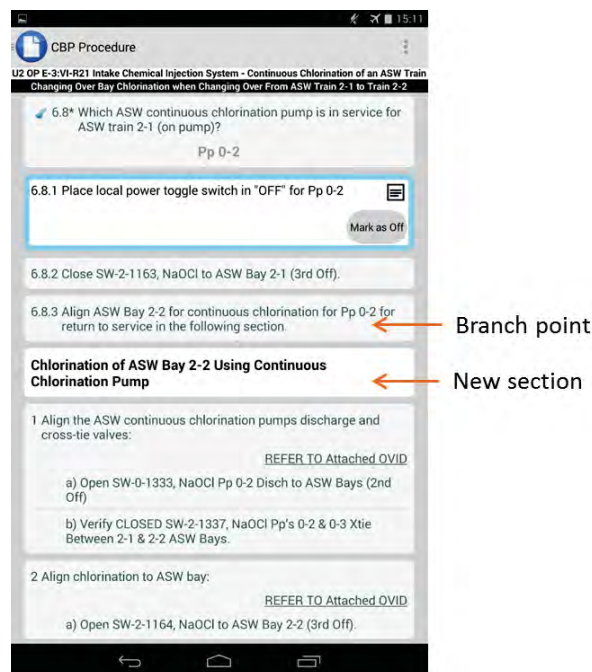 15:11
CBP Procedure
U2 OP E-3:VI-R21 Intake Chemical Injection System - Continuous Chlorination of an ASW Train
Changing Over Bay Chlorination when Changing Over From ASW Train 2-1 to Train 2-2
6.8* Which ASW continuous chlorination pump is in service for
ASW train 2-1 (on pump)?
Pp 0-2
6.8.1 Place local power toggle switch in "OFF" for Pp 0-2
Mark as Off
6.8.2 Close SW-2-1163, NaOCl to ASW Bay 2-1 (3rd Off).
6.8.3 Align ASW Bay 2-2 for continuous chlorination for Pp 0-2 for
return to service in the following section.
Branch point
Chlorination of ASW Bay 2-2 Using Continuous
Chlorination Pump
New section
1 Align the ASW continuous chlorination pumps discharge and
cross-tie valves:
REFER TO Attached OVID
a) Open SW-0-1333, NaOCl Pp 0-2 Disch to ASW Bays (2nd
Off)
b) Verify CLOSED SW-2-1337, NaOCl Pp's 0-2 & 0-3 Xtie
Between 2-1 & 2-2 ASW Bays.
2 Align chlorination to ASW bay:
REFER TO Attached OVID
a) Open SW-2-1164, NaOCl to ASW Bay 2-2 (3rd Off).